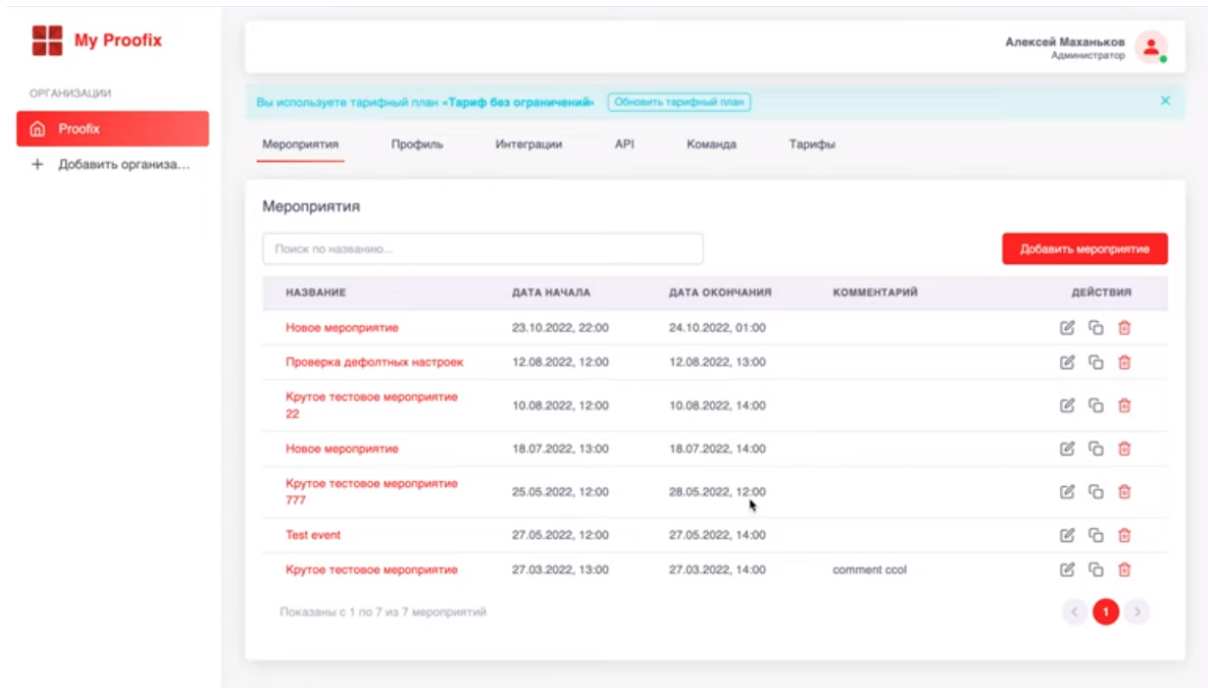 My Proofix
Алексей Маханьков
Администратор
ОРГАНИЗАЦИИ
Proofix
+ Добавить организа...
Вы используете тарифный план «Тариф без ограничений» Обновить тарифный план
Мероприятия Профиль Интеграции API Команда Тарифы
Мероприятия
Поиск по названию...
Добавить мероприятие
НАЗВАНИЕ ДАТА НАЧАЛА ДАТА ОКОНЧАНИЯ КОММЕНТАРИЙ ДЕЙСТВИЯ
Новое мероприятие 23.10.2022, 22:00 24.10.2022, 01:00
Проверка дефолтных настроек 12.08.2022, 12:00 12.08.2022, 13:00
Крутое тестовое мероприятие
22 10.08.2022, 12:00 10.08.2022, 14:00
Новое мероприятие 18.07.2022, 13:00 18.07.2022, 14:00
Крутое тестовое мероприятие
777 25.05.2022, 12:00 28.05.2022, 12:00
Test event 27.05.2022, 12:00 27.05.2022, 14:00
Крутое тестовое мероприятие 27.03.2022, 13:00 27.03.2022, 14:00 comment ccol
Показаны с 1 по 7 из 7 мероприятий
1